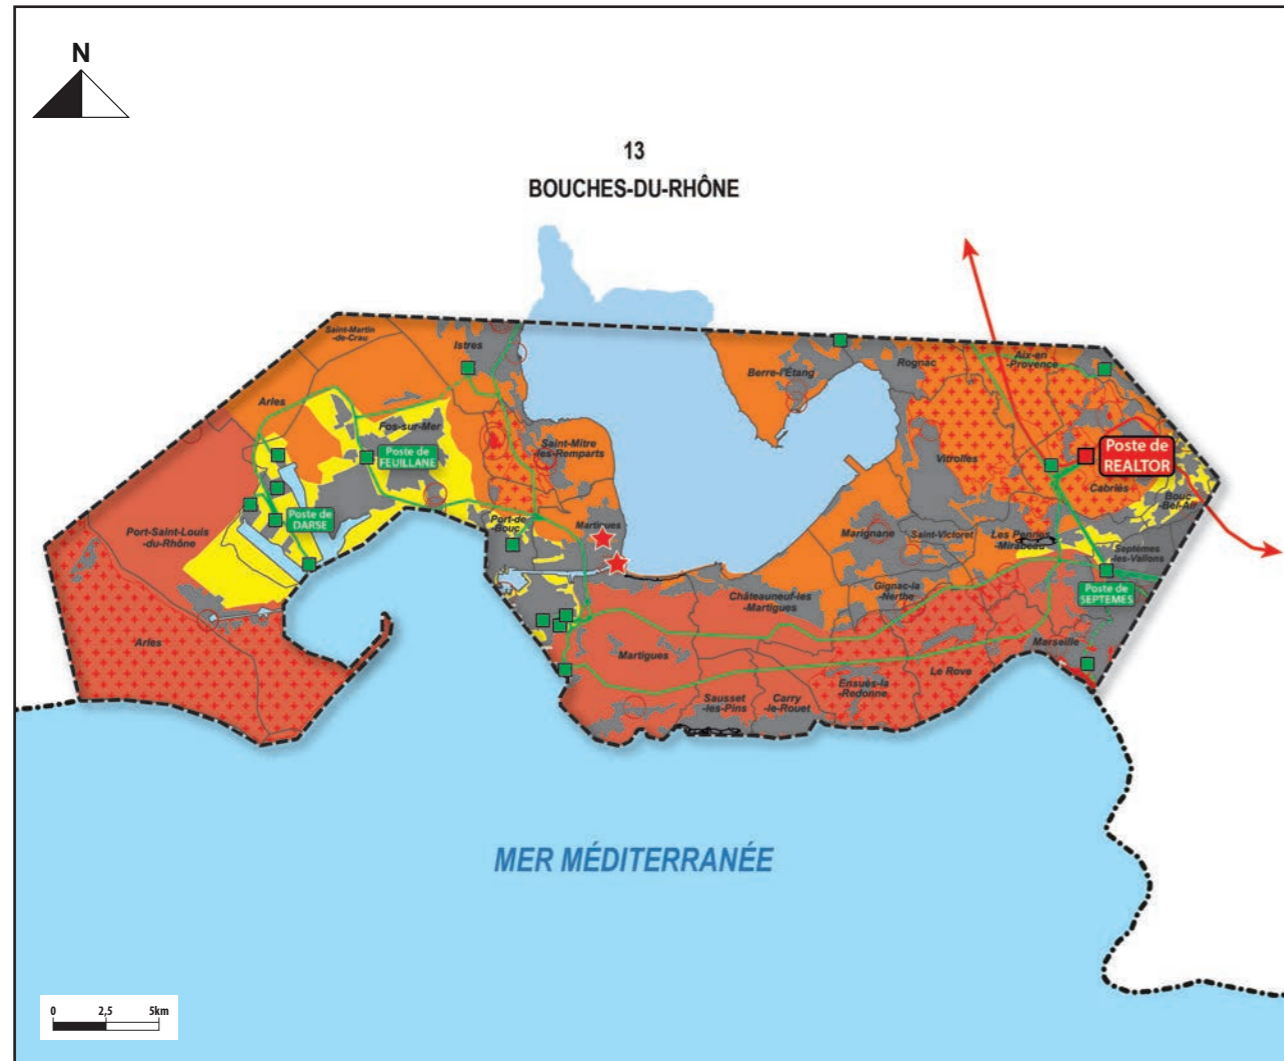 N
13
BOUCHES-DU-RHÔNE
Saint-Martin
-de-Crau
Istres
Berre-l'Étang
Rognac
Aix-en
-Provence
Arles
Fos-sur-Mer
Poste de
FEUILLANE
Saint-Mitre
les-Remparts
Vitrolles
Poste de
REALTOR
Cabriès
Bouc
Bel-Air
Poste de
DARSE
Port-de
-Bouc
Martigues
Port-Saint-Louis
-du-Rhône
Marignane
Saint-Victoret
Les Pennes
-Mirabeau
Septèmes
-les-Vallons
Gignac-la
-Nerthe
Châteauneuf-les
-Martigues
Poste de
SEPTEMES
Arles
Martigues
Marseille
Le Rove
Ensuès-la
-Redonne
Sausset
-les-Pins
Carry
-le-Rouet
MER MÉDITERRANÉE
0 2,5 5km